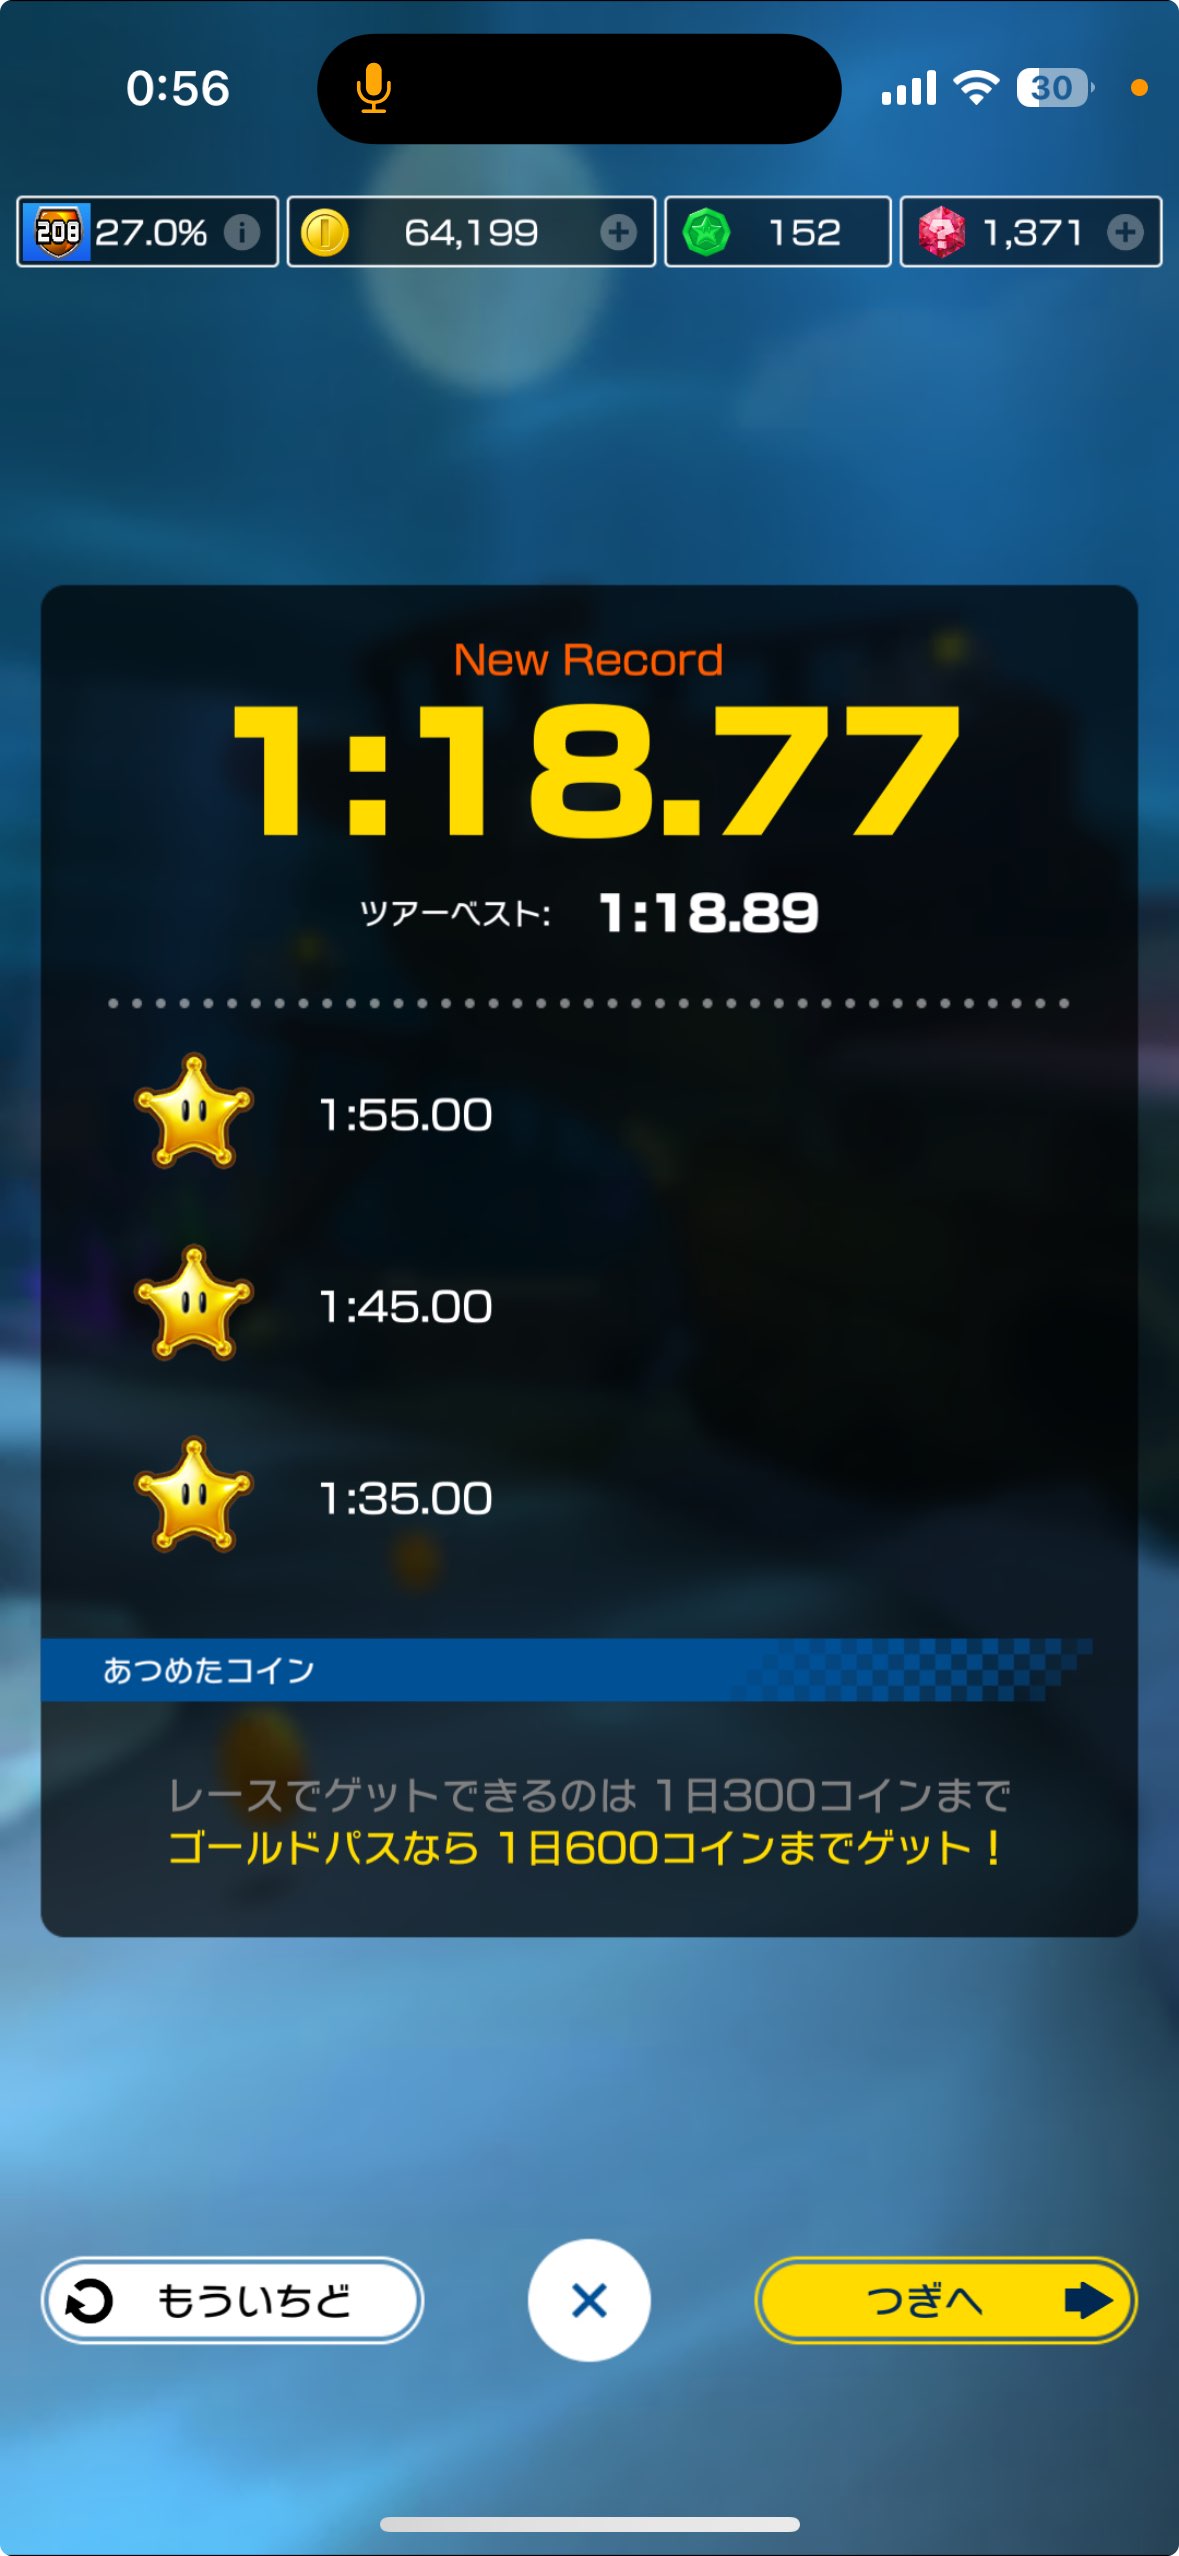 0:56
30
208 27.0% i
64,199 +
152
? 1,371 +
New Record
1:18.77
ツアーベスト: 1:18.89
1:55.00
1:45.00
1:35.00
あつめたコイン
レースでゲットできるのは 1日300コインまで
ゴールドパスなら 1日600コインまでゲット！
もういちど
×
つぎへ